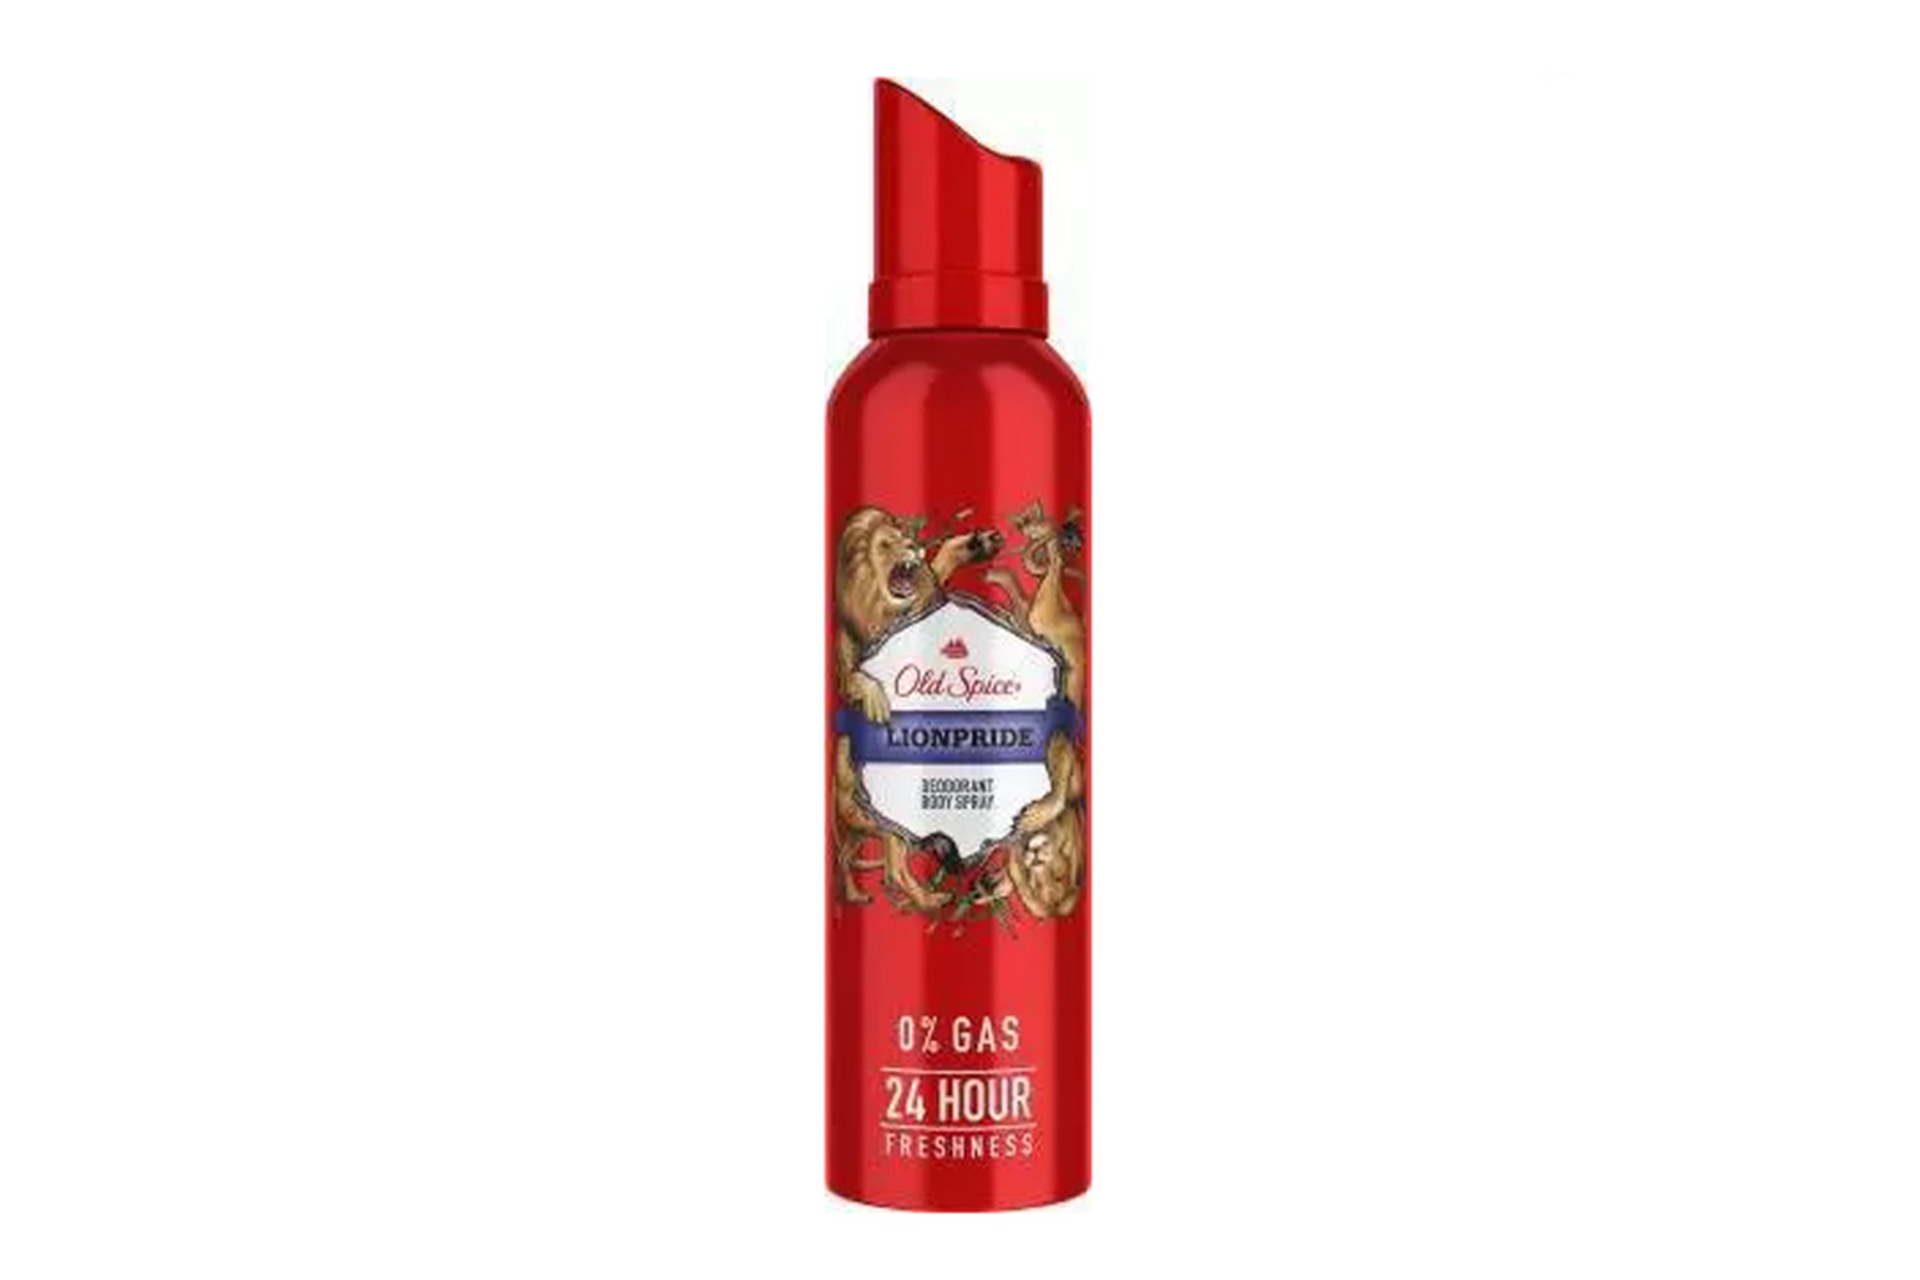 Old Spice
LIONPRIDE
DEODORANT
BODY SPRAY
0% GAS
24 HOUR
FRESHNESS